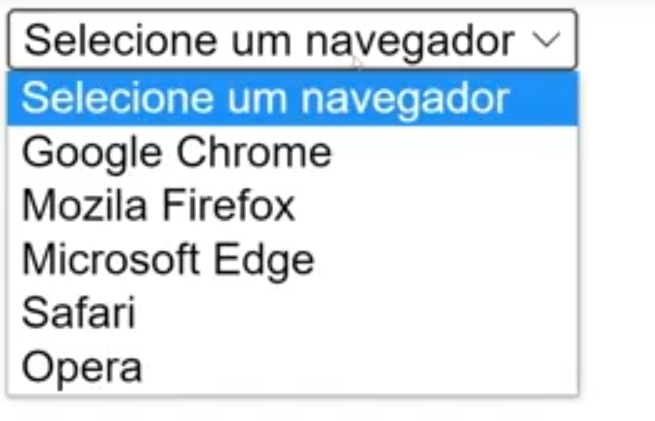 Selecione um navegador
Selecione um navegador
Google Chrome
Mozila Firefox
Microsoft Edge
Safari
Opera